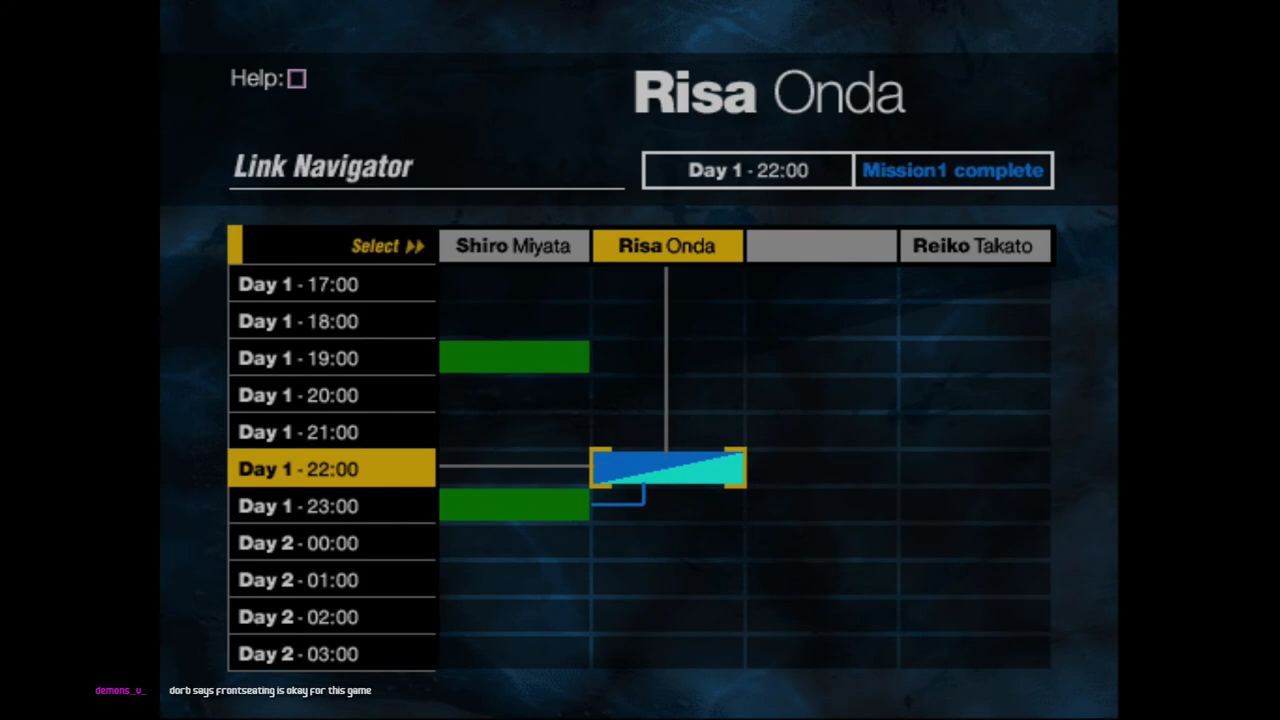 Help:
Risa Onda
Link Navigator
Day 1 - 22:00 Mission1 complete
Select Shiro Miyata Risa Onda Reiko Takato
Day 1 - 17:00
Day 1 - 18:00
Day 1 - 19:00
Day 1 - 20:00
Day 1 - 21:00
Day 1 - 22:00
Day 1 - 23:00
Day 2 - 00:00
Day 2 - 01:00
Day 2 - 02:00
Day 2 - 03:00
demons_v_ dorb says frontseating is okay for this game